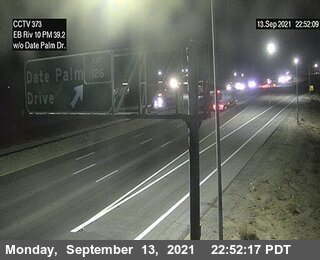 CCTV 373
EB Riv 10 PM 39.2
w/o Date Palm Dr.
13.Sep 2021 22:52:09
EXIT
126
Date Palm
Drive
Monday, September 13, 2021 22:52:17 PDT